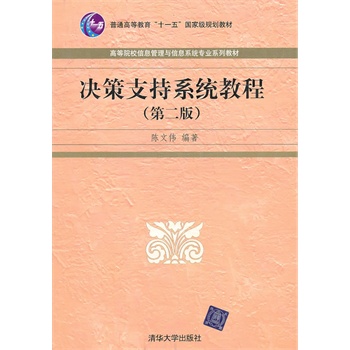 普通高等教育“十一五”国家级规划教材
高等院校信息管理与信息系统专业系列教材
决策支持系统教程
(第二版)
陈文伟 编著
清华大学出版社